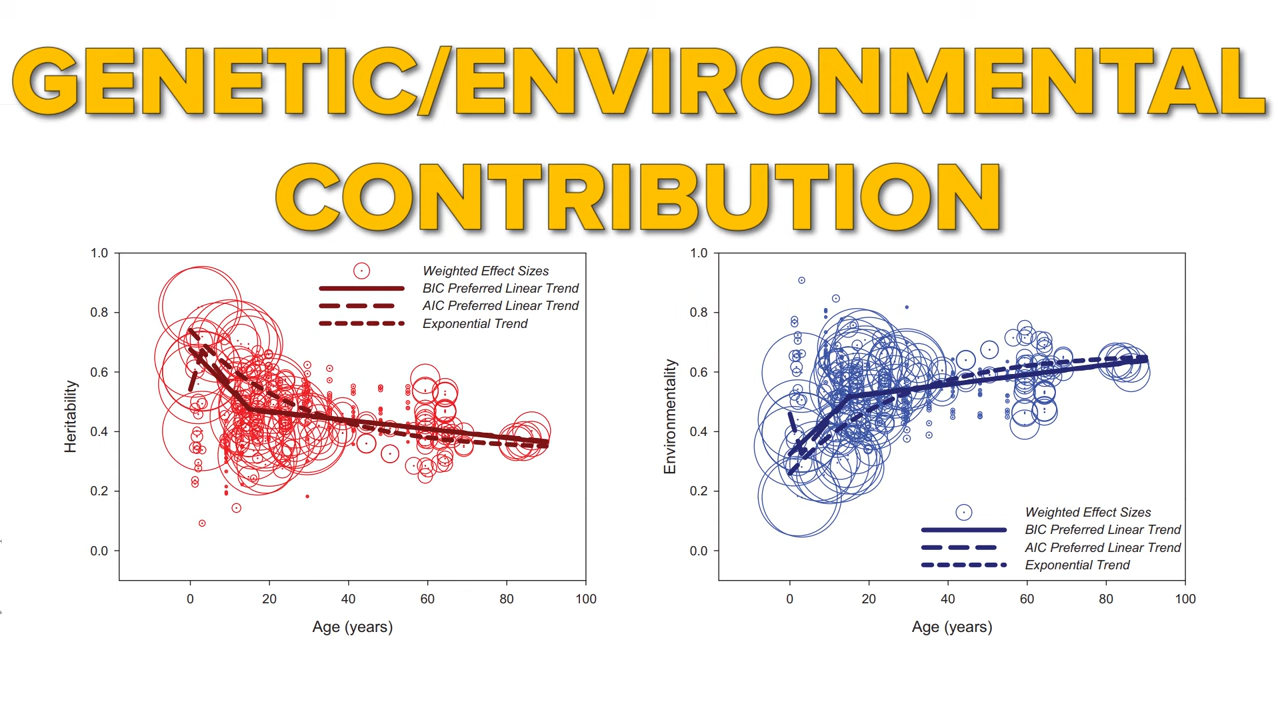 GENETIC/ENVIRONMENTAL
CONTRIBUTION
1.0
0.8
0.6
0.4
0.2
0.0
Heritability
Weighted Effect Sizes
BIC Preferred Linear Trend
AIC Preferred Linear Trend
Exponential Trend
0 20 40 60 80 100
Age (years)
1.0
0.8
0.6
0.4
0.2
0.0
Environmentality
Weighted Effect Sizes
BIC Preferred Linear Trend
AIC Preferred Linear Trend
Exponential Trend
0 20 40 60 80 100
Age (years)